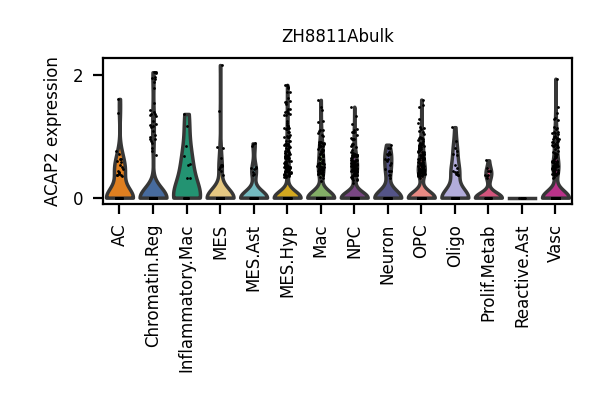 ZH8811Abulk
ACAP2 expression
2
0
AC
Chromatin.Reg
Inflammatory.Mac
MES
MES.Ast
MES.Hyp
Mac
NPC
Neuron
OPC
Oligo
Prolif.Metab
Reactive.Ast
Vasc